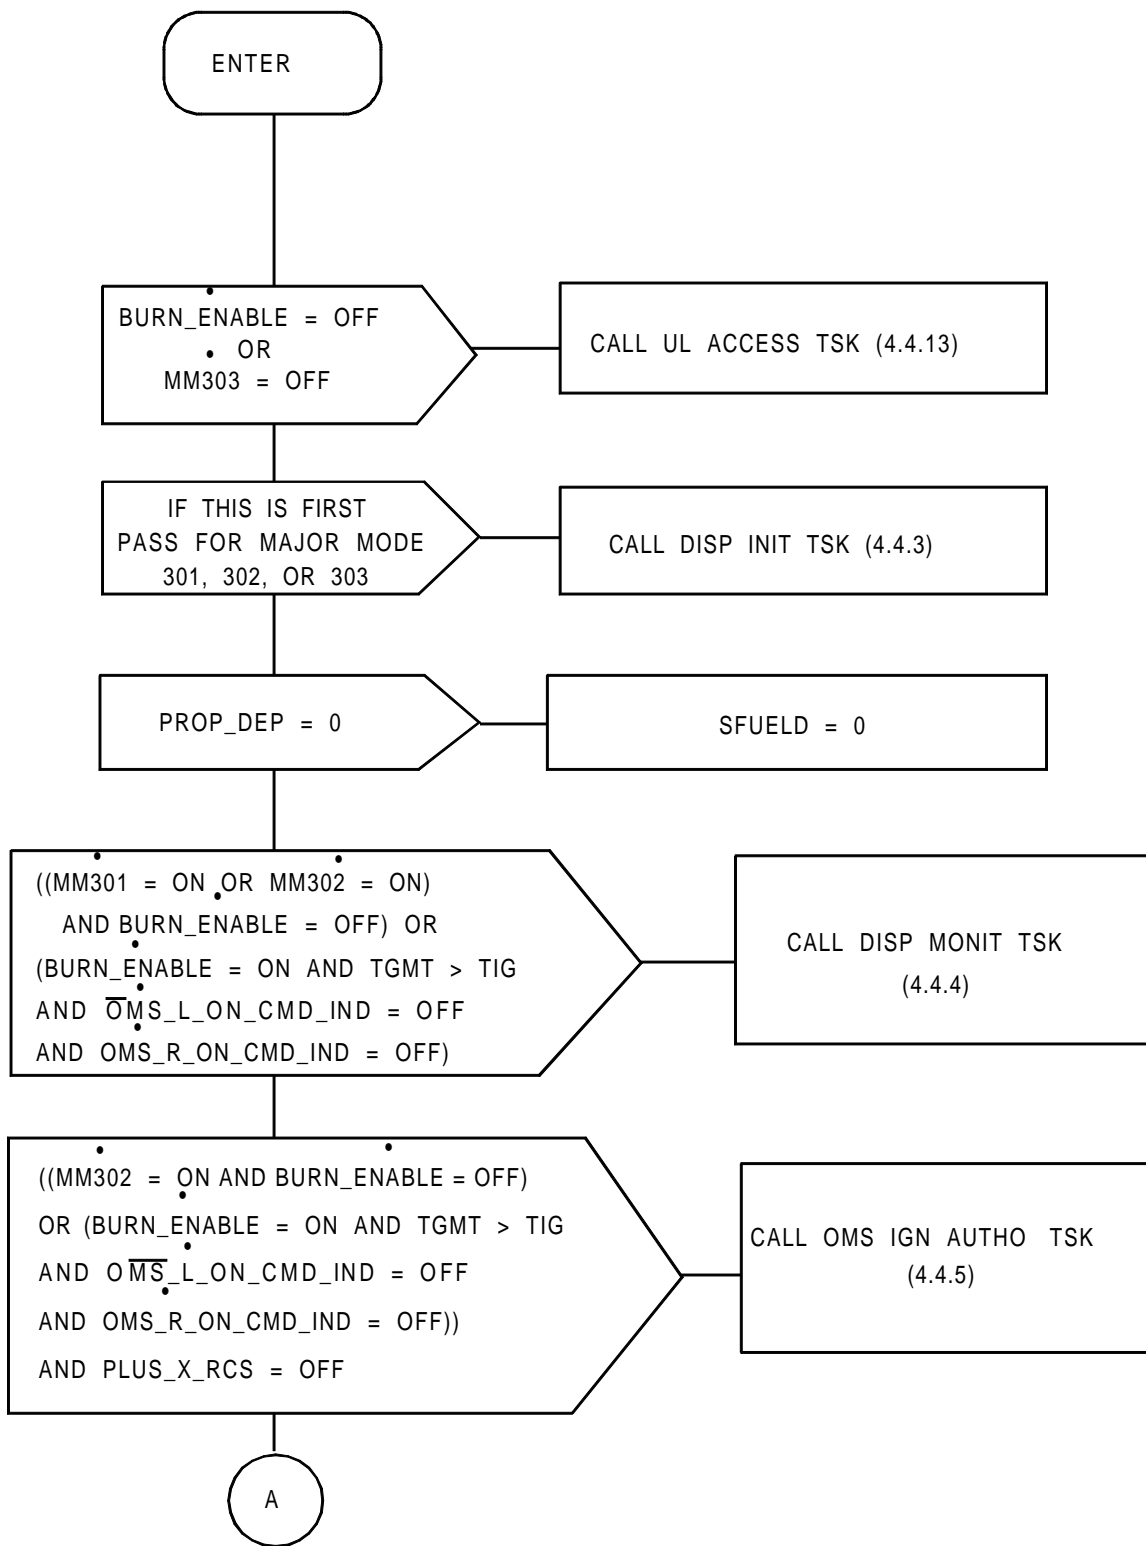 ENTER
BURN_ENABLE = OFF
OR
MM303 = OFF
CALL UL ACCESS TSK (4.4.13)
IF THIS IS FIRST
PASS FOR MAJOR MODE
301, 302, OR 303
CALL DISP INIT TSK (4.4.3)
PROP_DEP = 0
SFUELD = 0
((MM301 = ON OR MM302 = ON)
AND BURN_ENABLE = OFF) OR
(BURN_ENABLE = ON AND TGMT > TIG
AND OMS_L_ON_CMD_IND = OFF
AND OMS_R_ON_CMD_IND = OFF)
CALL DISP MONIT TSK
(4.4.4)
((MM302 = ON AND BURN_ENABLE = OFF)
OR (BURN_ENABLE = ON AND TGMT > TIG
AND OMS_L_ON_CMD_IND = OFF
AND OMS_R_ON_CMD_IND = OFF))
AND PLUS_X_RCS = OFF
CALL OMS IGN AUTHO TSK
(4.4.5)
A